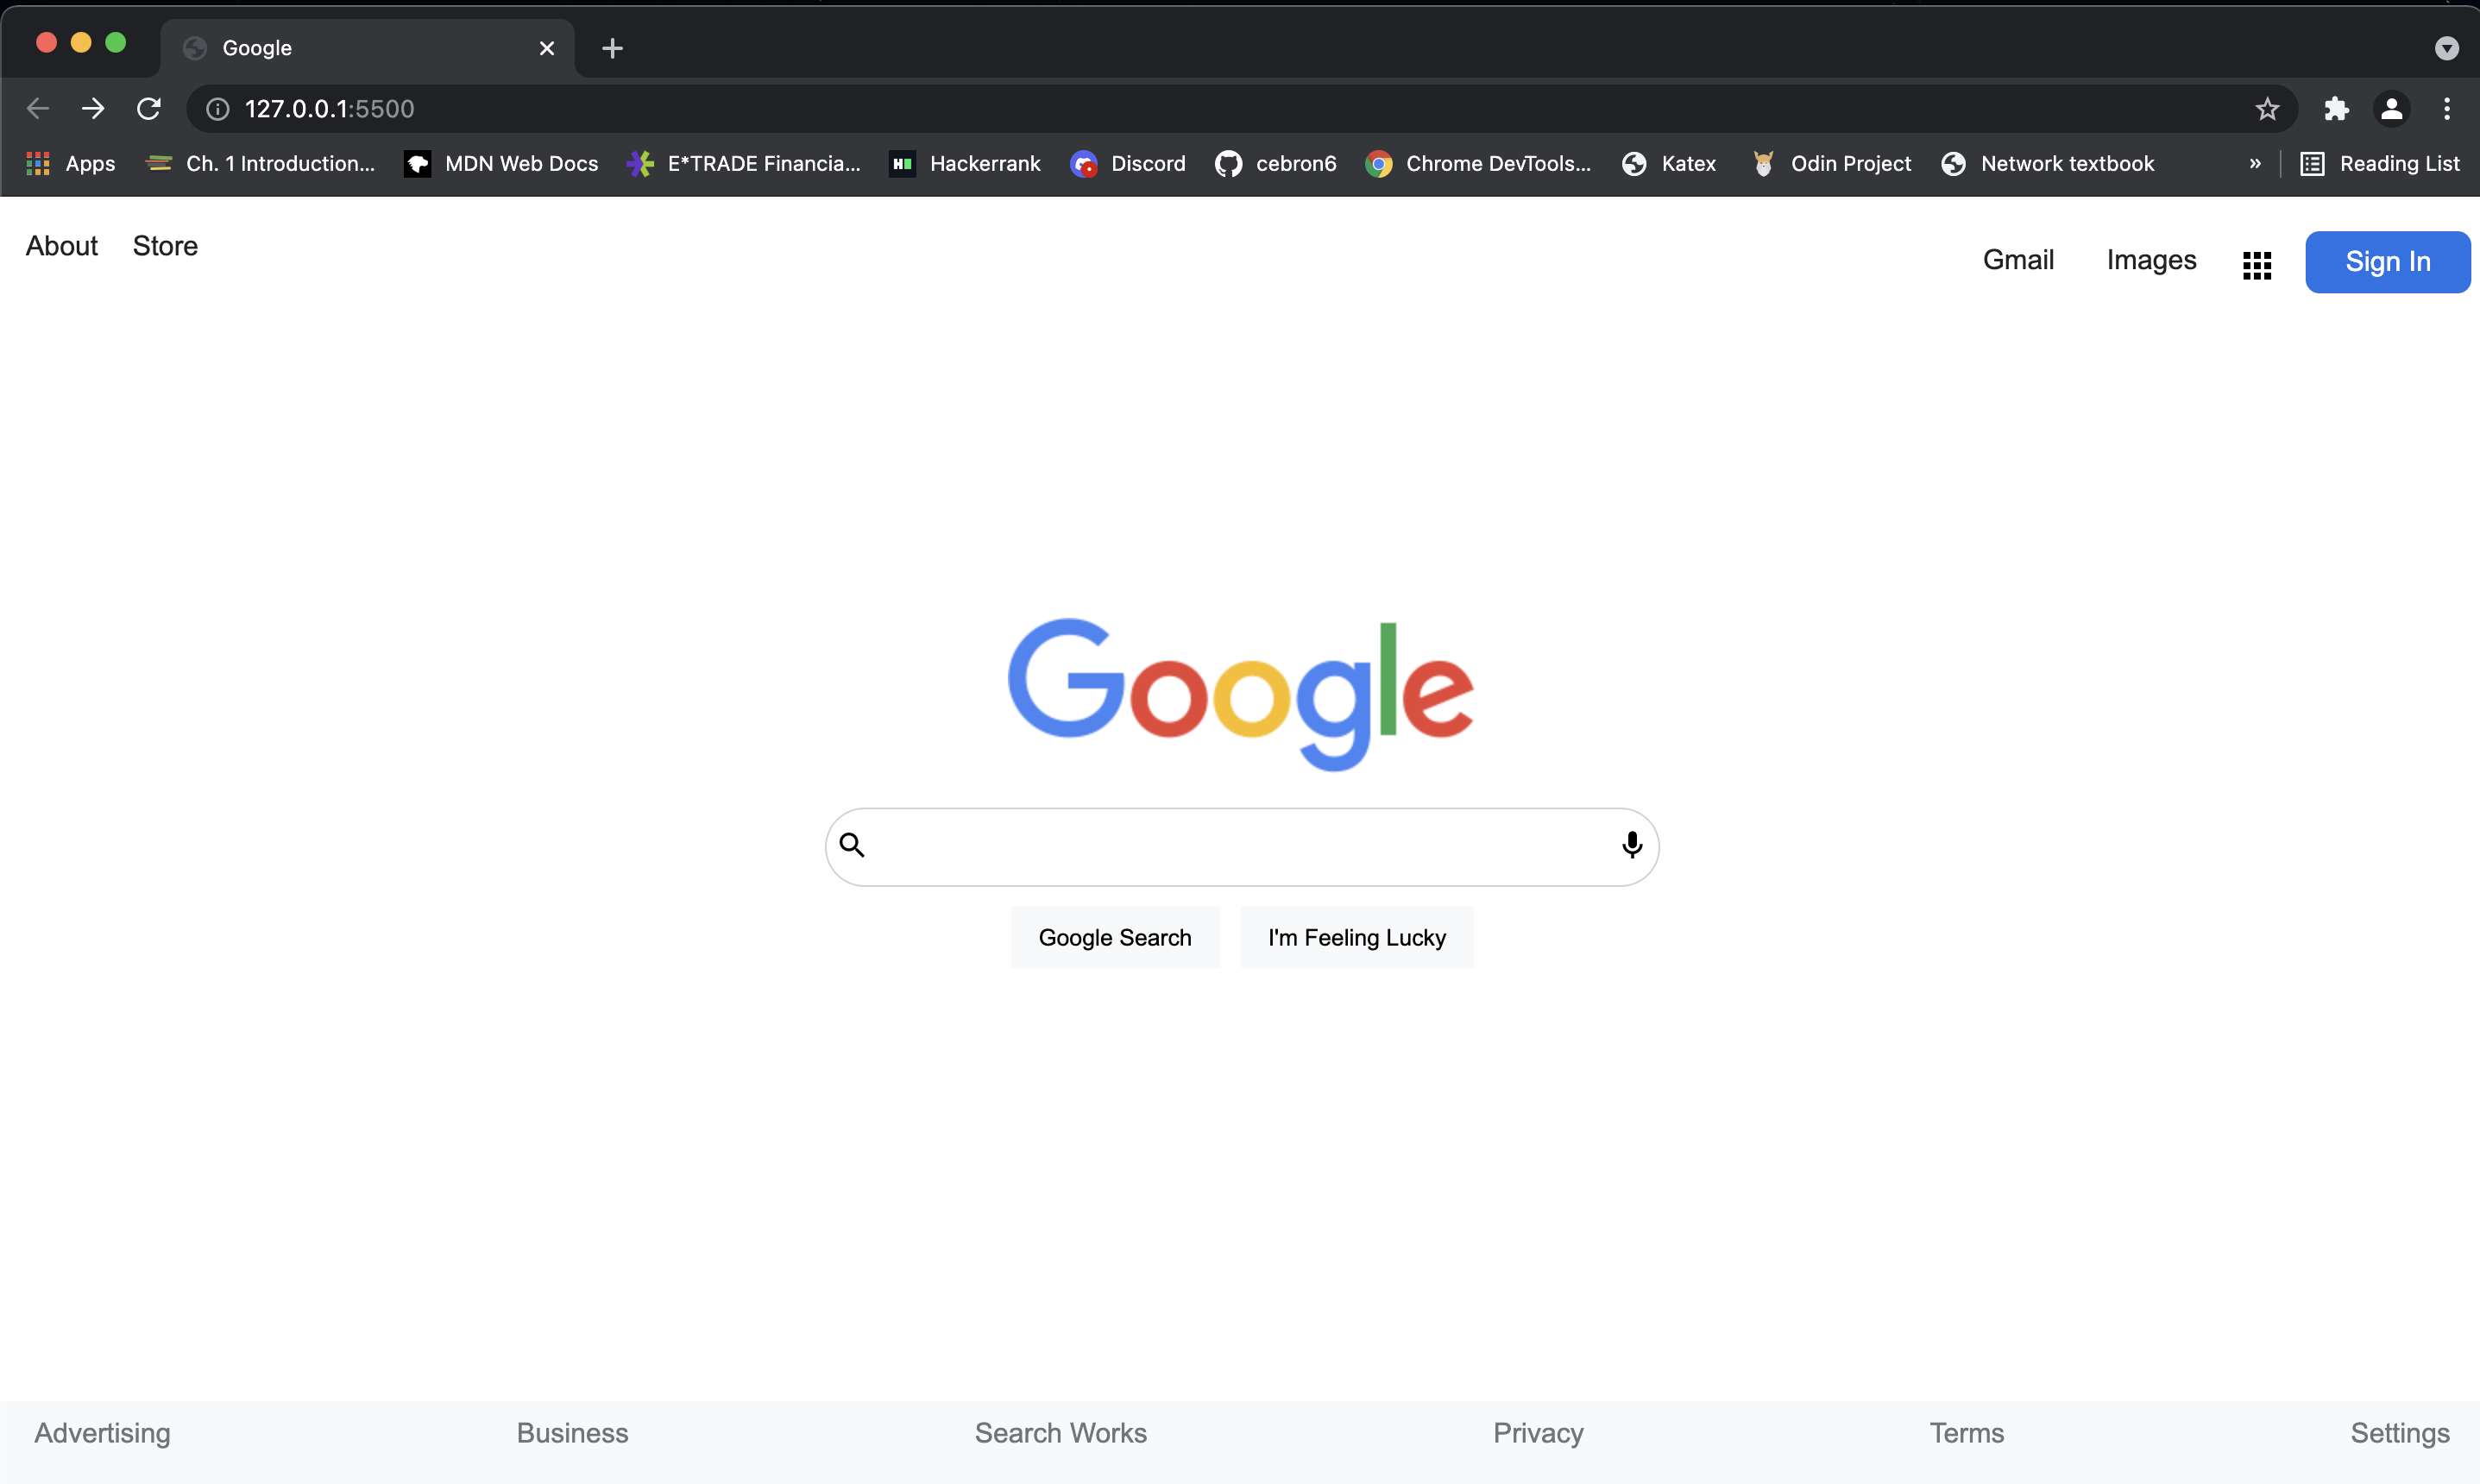 Google
127.0.0.1:5500
Apps Ch. 1 Introduction... MDN Web Docs E*TRADE Financia... Hackerrank Discord cebron6 Chrome DevTools... Katex Odin Project Network textbook » Reading List
About Store Gmail Images Sign In
Google
Google Search I'm Feeling Lucky
Advertising Business Search Works Privacy Terms Settings